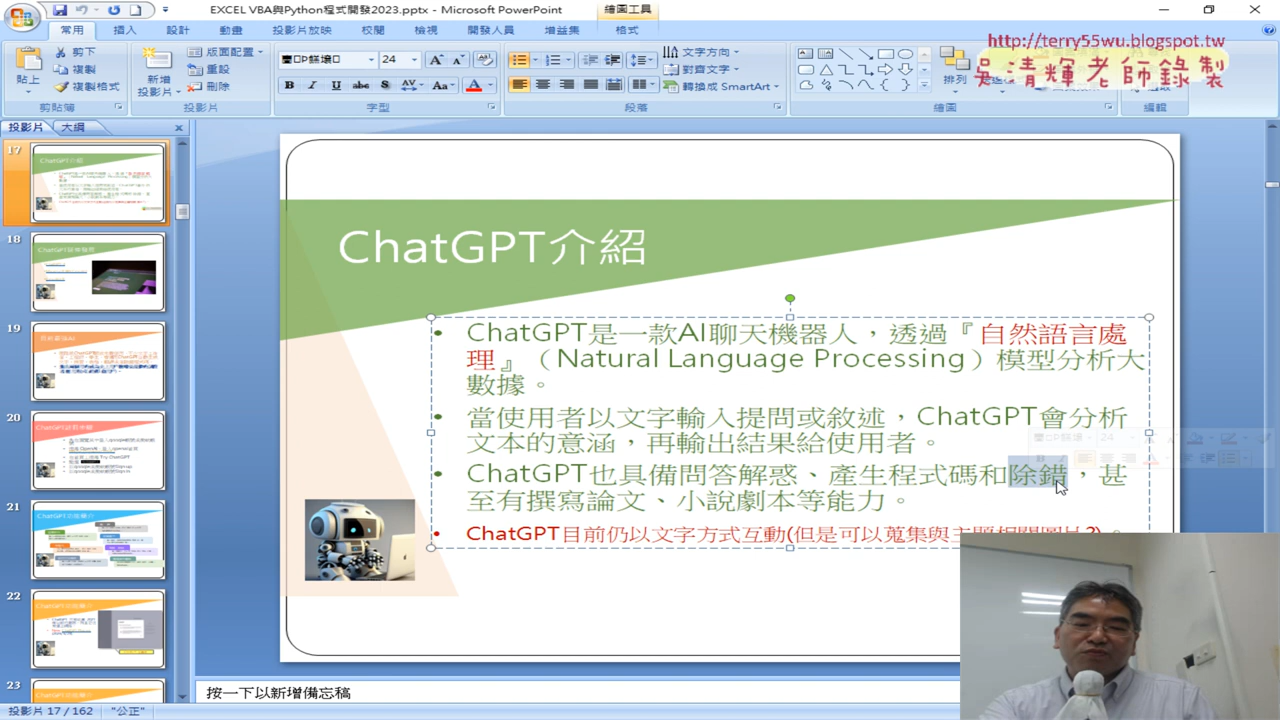 EXCEL VBA與Python程式開發2023.pptx - Microsoft PowerPoint
繪圖工具
常用
插入
設計
動畫
投影片放映
校閱
檢視
開發人員
增益集
格式
http://terry55wu.blogspot.tw
吳清輝老師錄製
貼上
剪下
複製
複製格式
剪貼簿
新增
投影片
版面配置
重設
刪除
投影片
24
字型
文字方向
對齊文字
轉換成 SmartArt
段落
排列
繪圖
編輯
投影片
大綱
17
18
19
20
21
22
23
ChatGPT介紹
• ChatGPT是一款AI聊天機器人，透過『自然語言處
理』（Natural Language Processing）模型分析大
數據。
• 當使用者以文字輸入提問或敘述，ChatGPT會分析
文本的意涵，再輸出結果給使用者。
• ChatGPT也具備問答解惑、產生程式碼和除錯，甚
至有撰寫論文、小說劇本等能力。
• ChatGPT目前仍以文字方式互動(但是可以蒐集與主題相關圖片?)。
按一下以新增備忘稿
投影片 17 / 162
"公正"